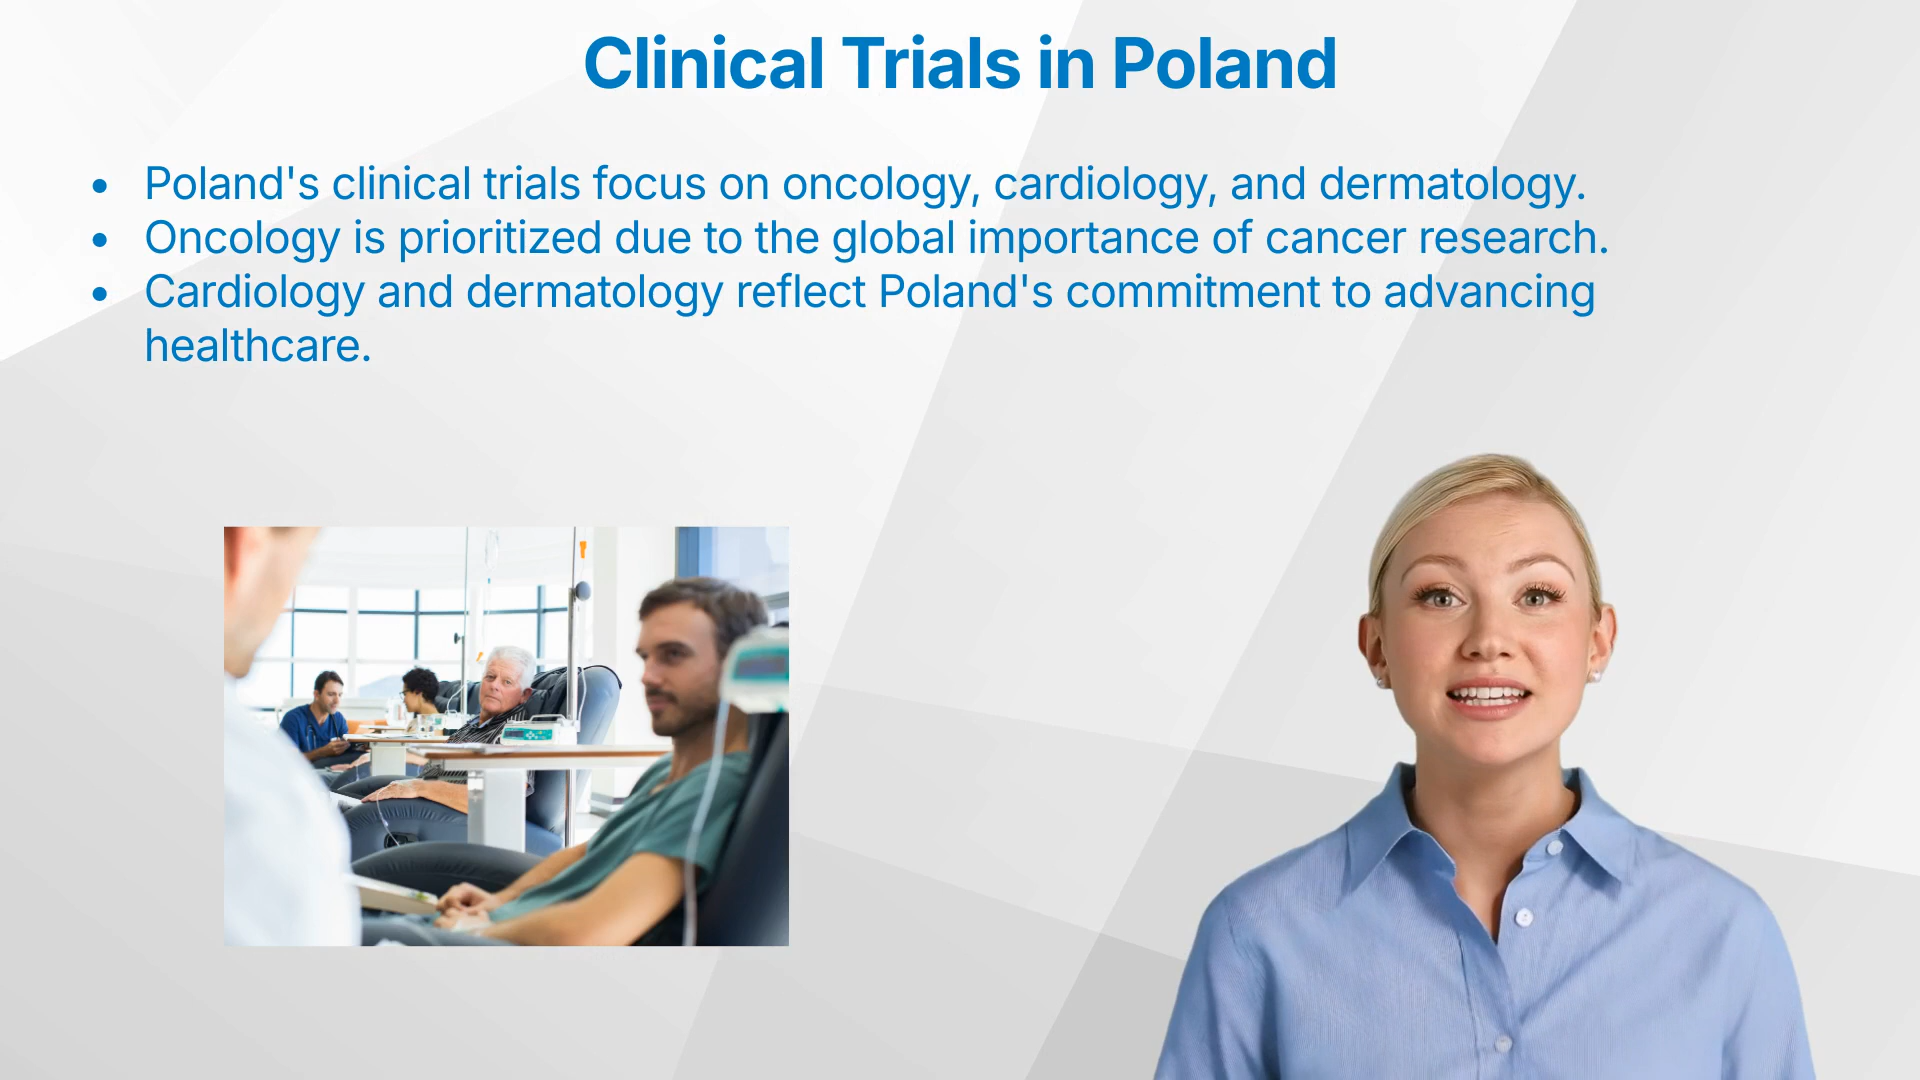 Clinical Trials in Poland
• Poland's clinical trials focus on oncology, cardiology, and dermatology.
• Oncology is prioritized due to the global importance of cancer research.
• Cardiology and dermatology reflect Poland's commitment to advancing
healthcare.